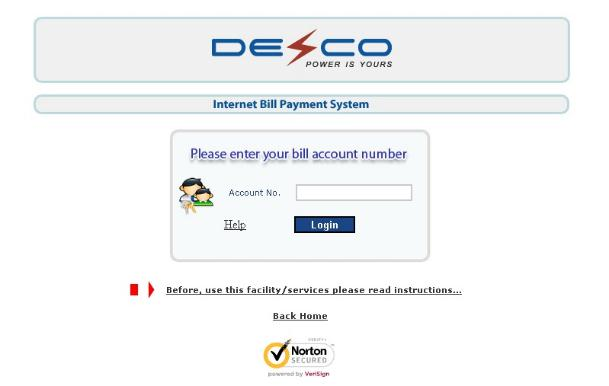 DESCO
POWER IS YOURS
Internet Bill Payment System
Please enter your bill account number
Account No.
Help
Login
Before, use this facility/services please read instructions...
Back Home
Norton
SECURED
powered by VeriSign